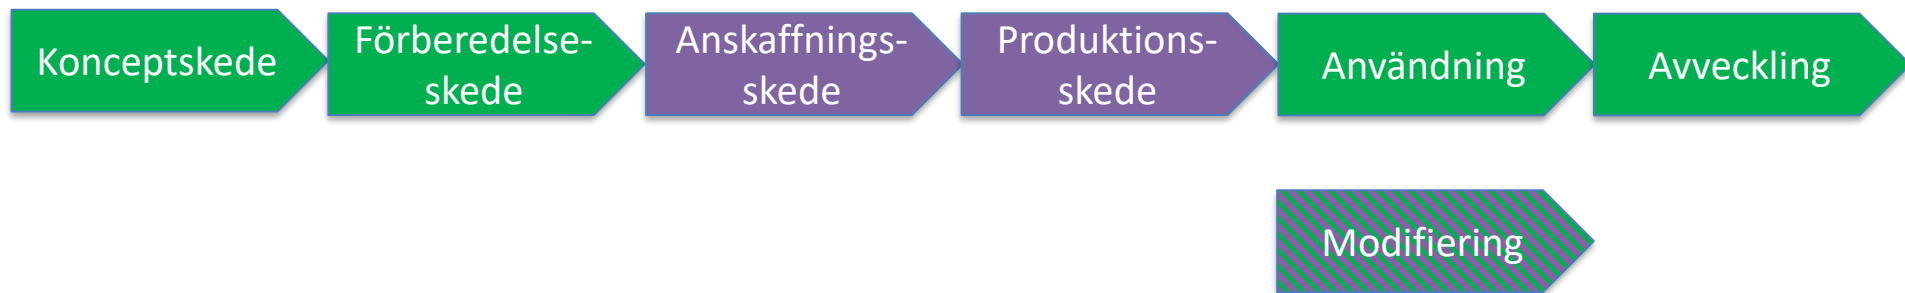 Konceptskede
Förberedelse-
skede
Anskaffnings-
skede
Produktions-
skede
Användning
Avveckling
Modifiering